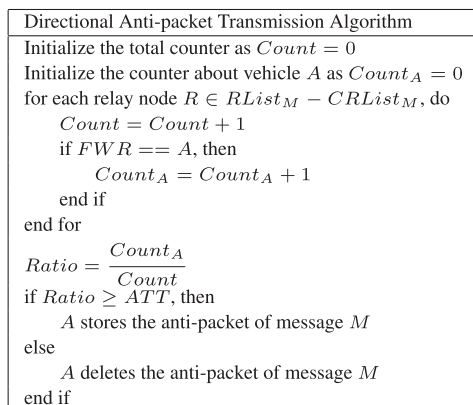 Directional Anti-packet Transmission Algorithm
Initialize the total counter as Count = 0
Initialize the counter about vehicle A as Count_A = 0
for each relay node R ∈ RList_M − CRList_M, do
Count = Count + 1
if FWR == A, then
Count_A = Count_A + 1
end if
end for
Ratio = Count_A / Count
if Ratio ≥ ATT, then
A stores the anti-packet of message M
else
A deletes the anti-packet of message M
end if